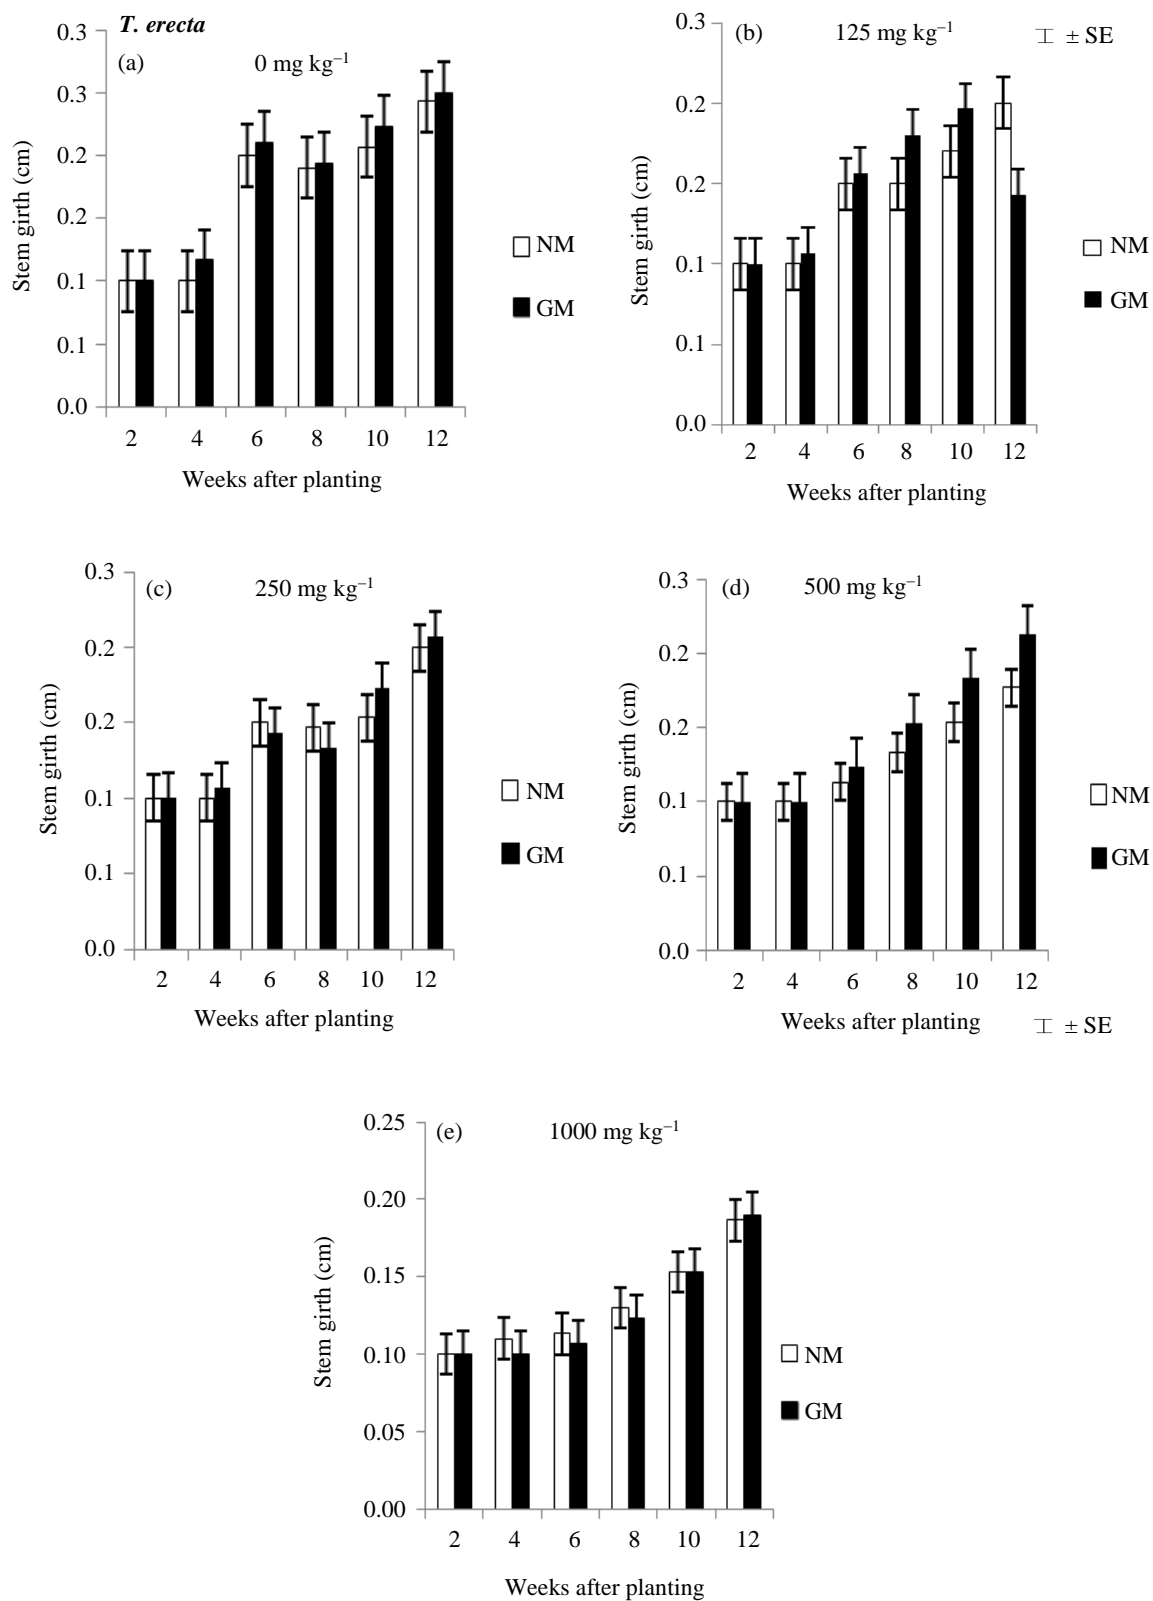 T. erecta
(a)
0 mg kg⁻¹
0.3
0.3
0.2
0.2
0.1
0.1
0.0
Stem girth (cm)
NM
GM
2 4 6 8 10 12
Weeks after planting
(b)
125 mg kg⁻¹
± SE
0.3
0.2
0.2
0.1
0.1
0.0
Stem girth (cm)
NM
GM
2 4 6 8 10 12
Weeks after planting
(c)
250 mg kg⁻¹
0.3
0.2
0.2
0.1
0.1
0.0
Stem girth (cm)
NM
GM
2 4 6 8 10 12
Weeks after planting
(d)
500 mg kg⁻¹
0.3
0.2
0.2
0.1
0.1
0.0
Stem girth (cm)
NM
GM
2 4 6 8 10 12
Weeks after planting
± SE
(e)
1000 mg kg⁻¹
0.25
0.20
0.15
0.10
0.05
0.00
Stem girth (cm)
NM
GM
2 4 6 8 10 12
Weeks after planting